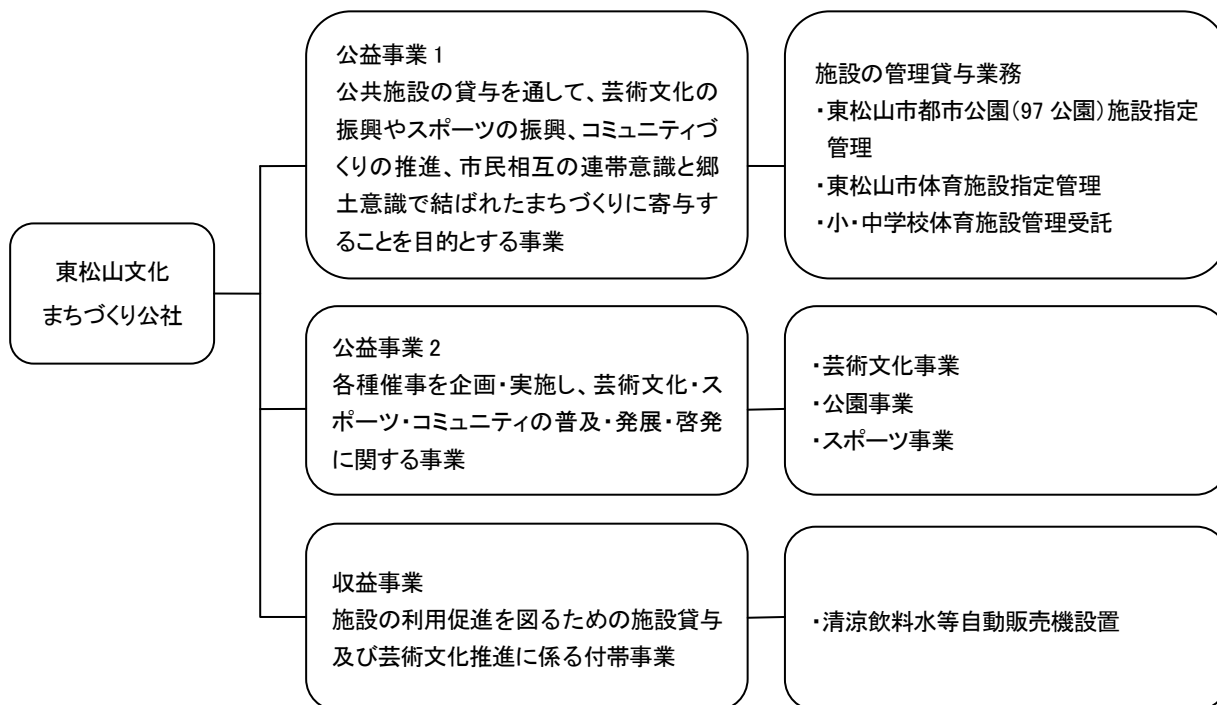 東松山文化
まちづくり公社
公益事業 1
公共施設の貸与を通して、芸術文化の
振興やスポーツの振興、コミュニティづ
くりの推進、市民相互の連帯意識と郷
土意識で結ばれたまちづくりに寄与す
ることを目的とする事業
施設の管理貸与業務
・東松山市都市公園(97 公園)施設指定
管理
・東松山市体育施設指定管理
・小・中学校体育施設管理受託
公益事業 2
各種催事を企画・実施し、芸術文化・ス
ポーツ・コミュニティの普及・発展・啓発
に関する事業
・芸術文化事業
・公園事業
・スポーツ事業
収益事業
施設の利用促進を図るための施設貸与
及び芸術文化推進に係る付帯事業
・清涼飲料水等自動販売機設置